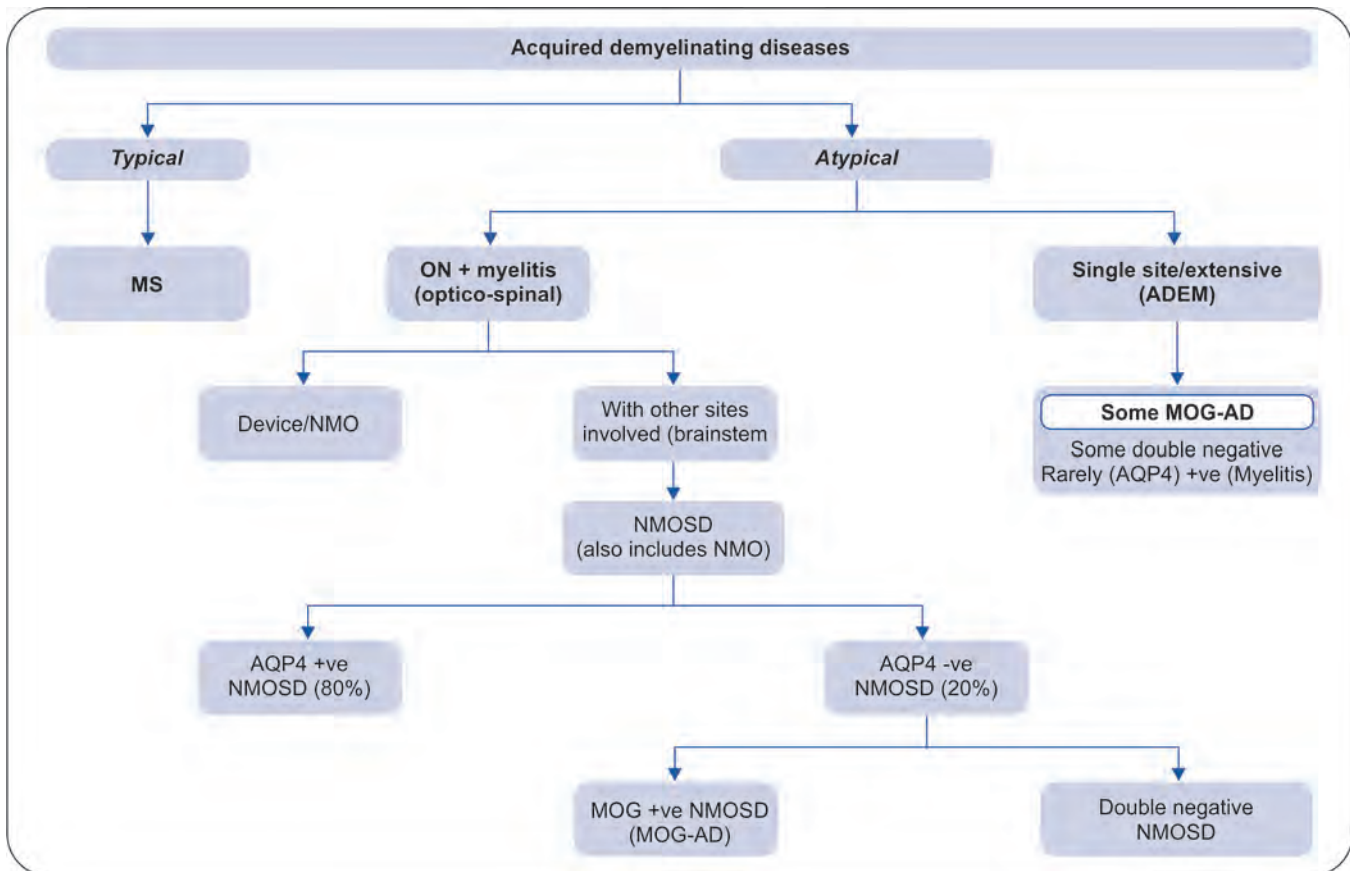 Acquired demyelinating diseases
Typical
Atypical
MS
ON + myelitis
(optico-spinal)
Single site/extensive
(ADEM)
Device/NMO
With other sites
involved (brainstem
Some MOG-AD
Some double negative
Rarely (AQP4) +ve (Myelitis)
NMOSD
(also includes NMO)
AQP4 +ve
NMOSD (80%)
AQP4 -ve
NMOSD (20%)
MOG +ve NMOSD
(MOG-AD)
Double negative
NMOSD